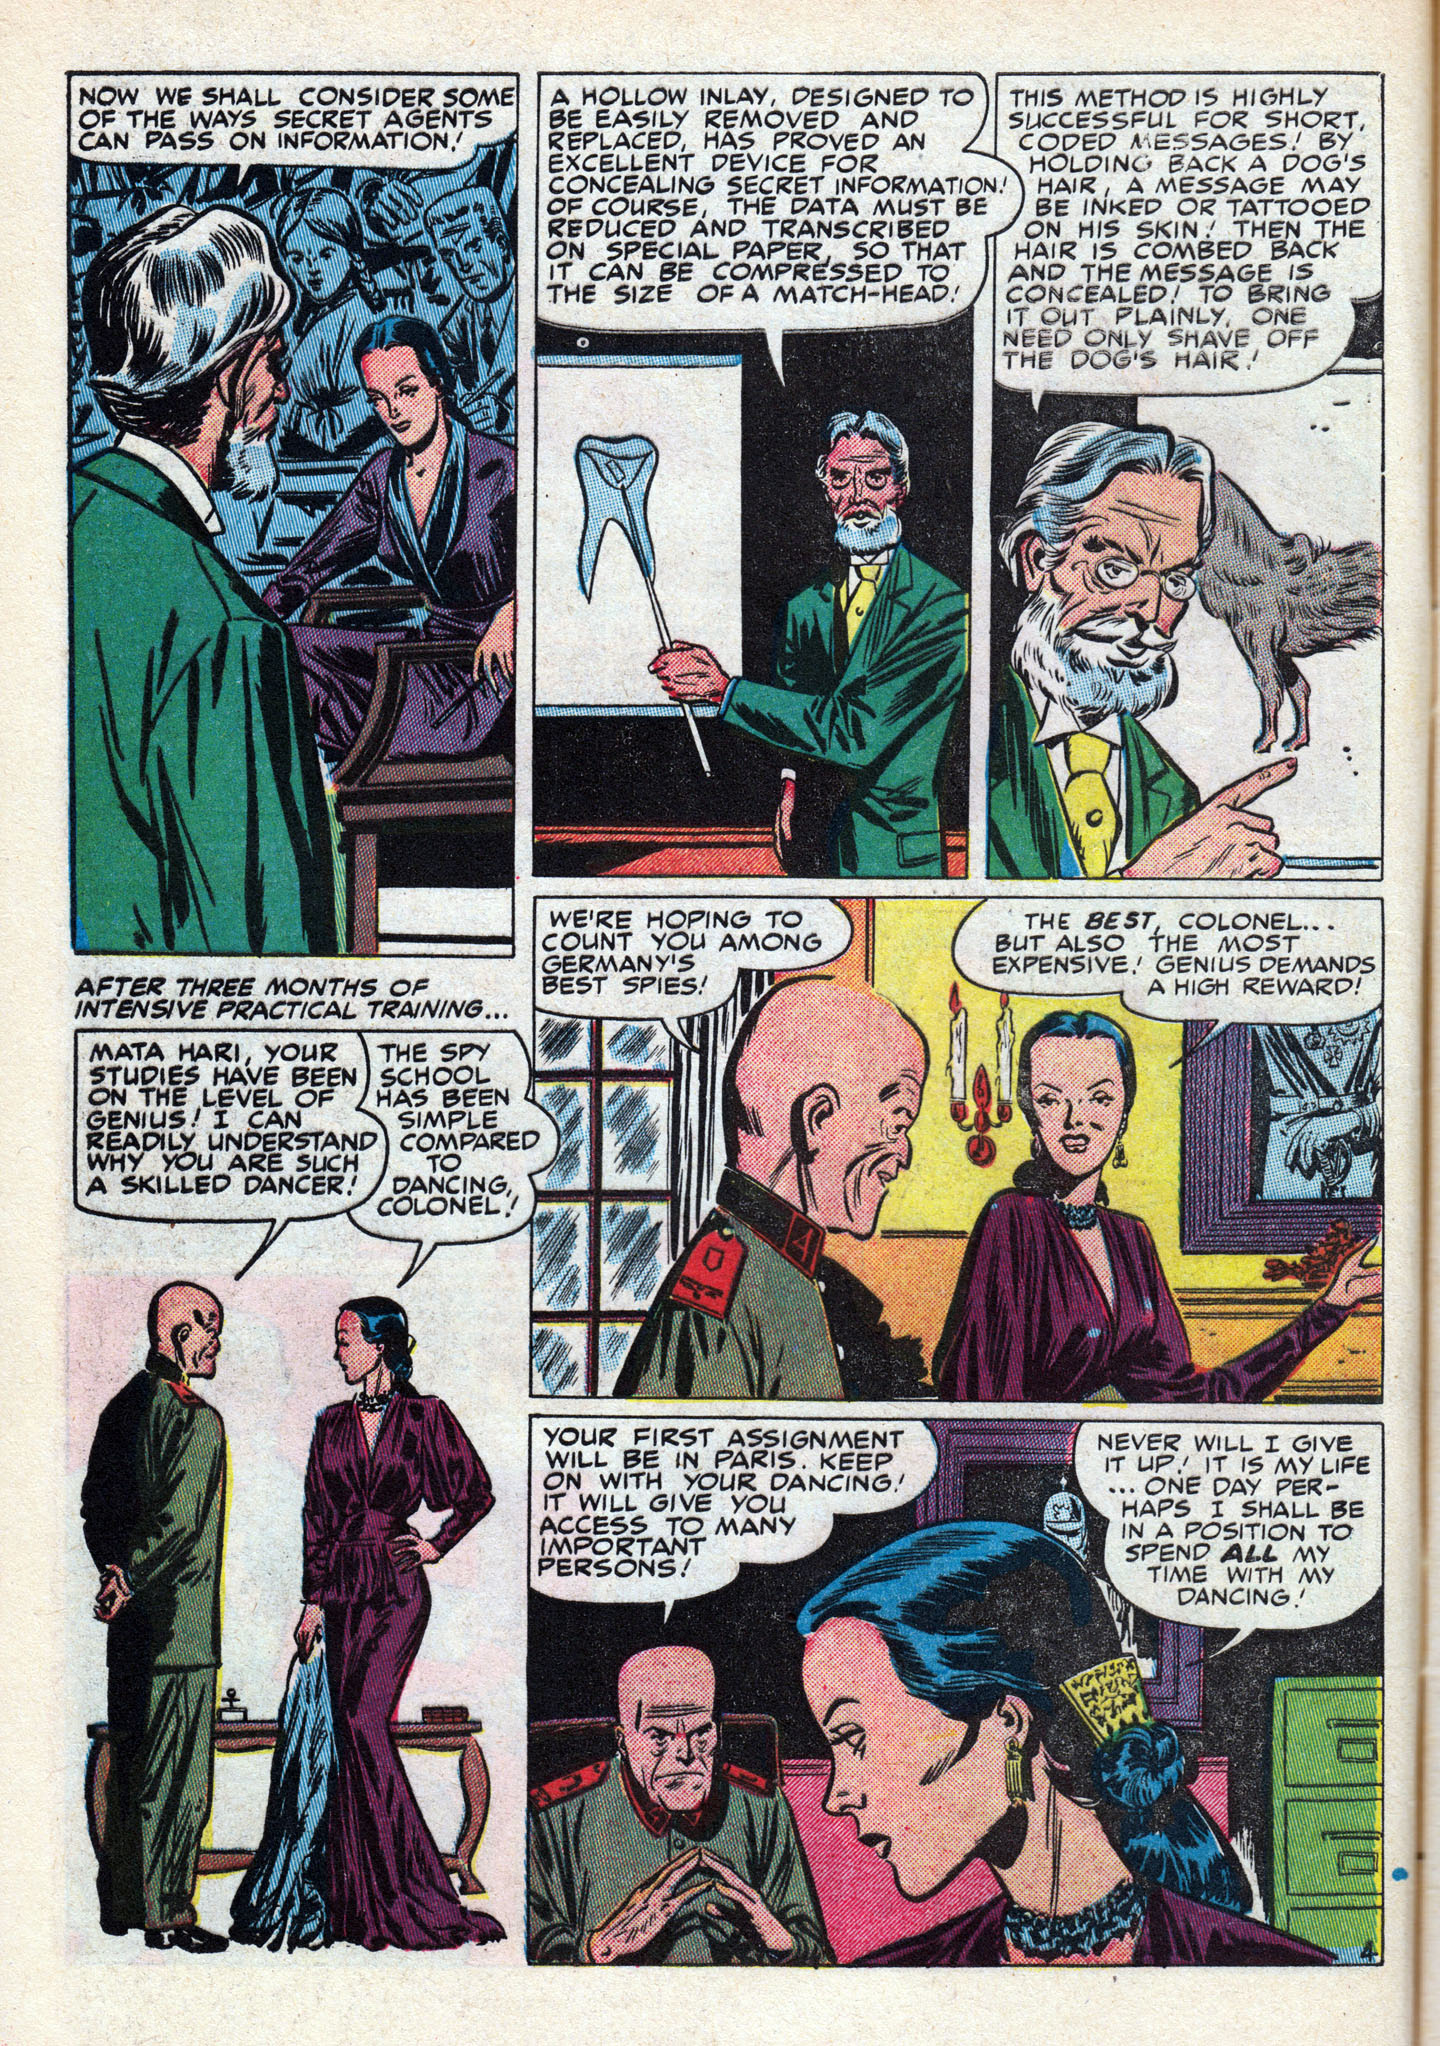 NOW WE SHALL CONSIDER SOME
OF THE WAYS SECRET AGENTS
CAN PASS ON INFORMATION!
A HOLLOW INLAY, DESIGNED TO
BE EASILY REMOVED AND
REPLACED, HAS PROVED AN
EXCELLENT DEVICE FOR
CONCEALING SECRET INFORMATION!
OF COURSE, THE DATA MUST BE
REDUCED AND TRANSCRIBED
ON SPECIAL PAPER, SO THAT
IT CAN BE COMPRESSED TO
THE SIZE OF A MATCH-HEAD!
THIS METHOD IS HIGHLY
SUCCESSFUL FOR SHORT,
CODED MESSAGES! BY
HOLDING BACK A DOG'S
HAIR, A MESSAGE MAY
BE INKED OR TATTOOED
ON HIS SKIN! THEN THE
HAIR IS COMBED BACK
AND THE MESSAGE IS
CONCEALED! TO BRING
IT OUT PLAINLY, ONE
NEED ONLY SHAVE OFF
THE DOG'S HAIR!
AFTER THREE MONTHS OF
INTENSIVE PRACTICAL TRAINING...
MATA HARI, YOUR
STUDIES HAVE BEEN
ON THE LEVEL OF
GENIUS! I CAN
READILY UNDERSTAND
WHY YOU ARE SUCH
A SKILLED DANCER!
THE SPY
SCHOOL
HAS BEEN
SIMPLE
COMPARED
TO
DANCING,
COLONEL!
WE'RE HOPING TO
COUNT YOU AMONG
GERMANY'S
BEST SPIES!
THE BEST, COLONEL...
BUT ALSO THE MOST
EXPENSIVE! GENIUS DEMANDS
A HIGH REWARD!
YOUR FIRST ASSIGNMENT
WILL BE IN PARIS. KEEP
ON WITH YOUR DANCING!
IT WILL GIVE YOU
ACCESS TO MANY
IMPORTANT
PERSONS!
NEVER WILL I GIVE
IT UP! IT IS MY LIFE
... ONE DAY PER-
HAPS I SHALL BE
IN A POSITION TO
SPEND ALL MY
TIME WITH MY
DANCING!
4